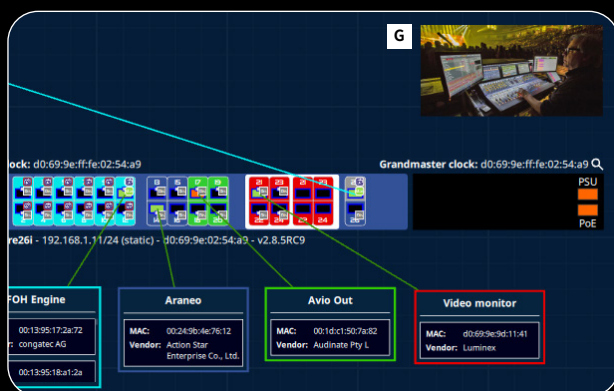 G
ock: d0:69:9e:ff:fe:02:54:a9
Grandmaster clock: d0:69:9e:ff:fe:02:54:a9
PSU
PoE
re26i - 192.168.1.11/24 (static) - d0:69:9e:02:54:a9 - v2.8.5RC9
FOH Engine
00:13:95:17:2a:72
: congatec AG
00:13:95:18:a1:2a
Araneo
MAC: 00:24:9b:4e:76:12
Vendor: Action Star
Enterprise Co., Ltd.
Avio Out
MAC: 00:1d:c1:50:7a:82
Vendor: Audinate Pty L
Video monitor
MAC: d0:69:9e:9d:11:41
Vendor: Luminex